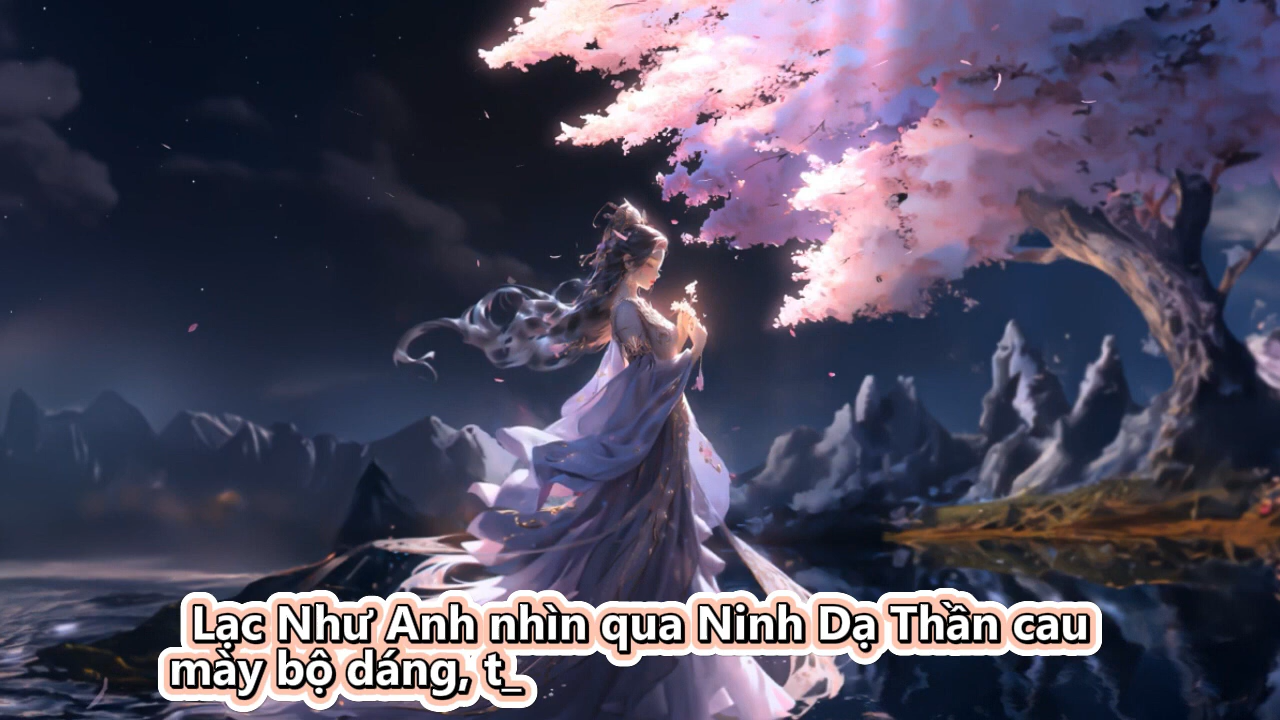 Lạc Như Anh nhìn qua Ninh Dạ Thần cau
mày bộ dáng, t_